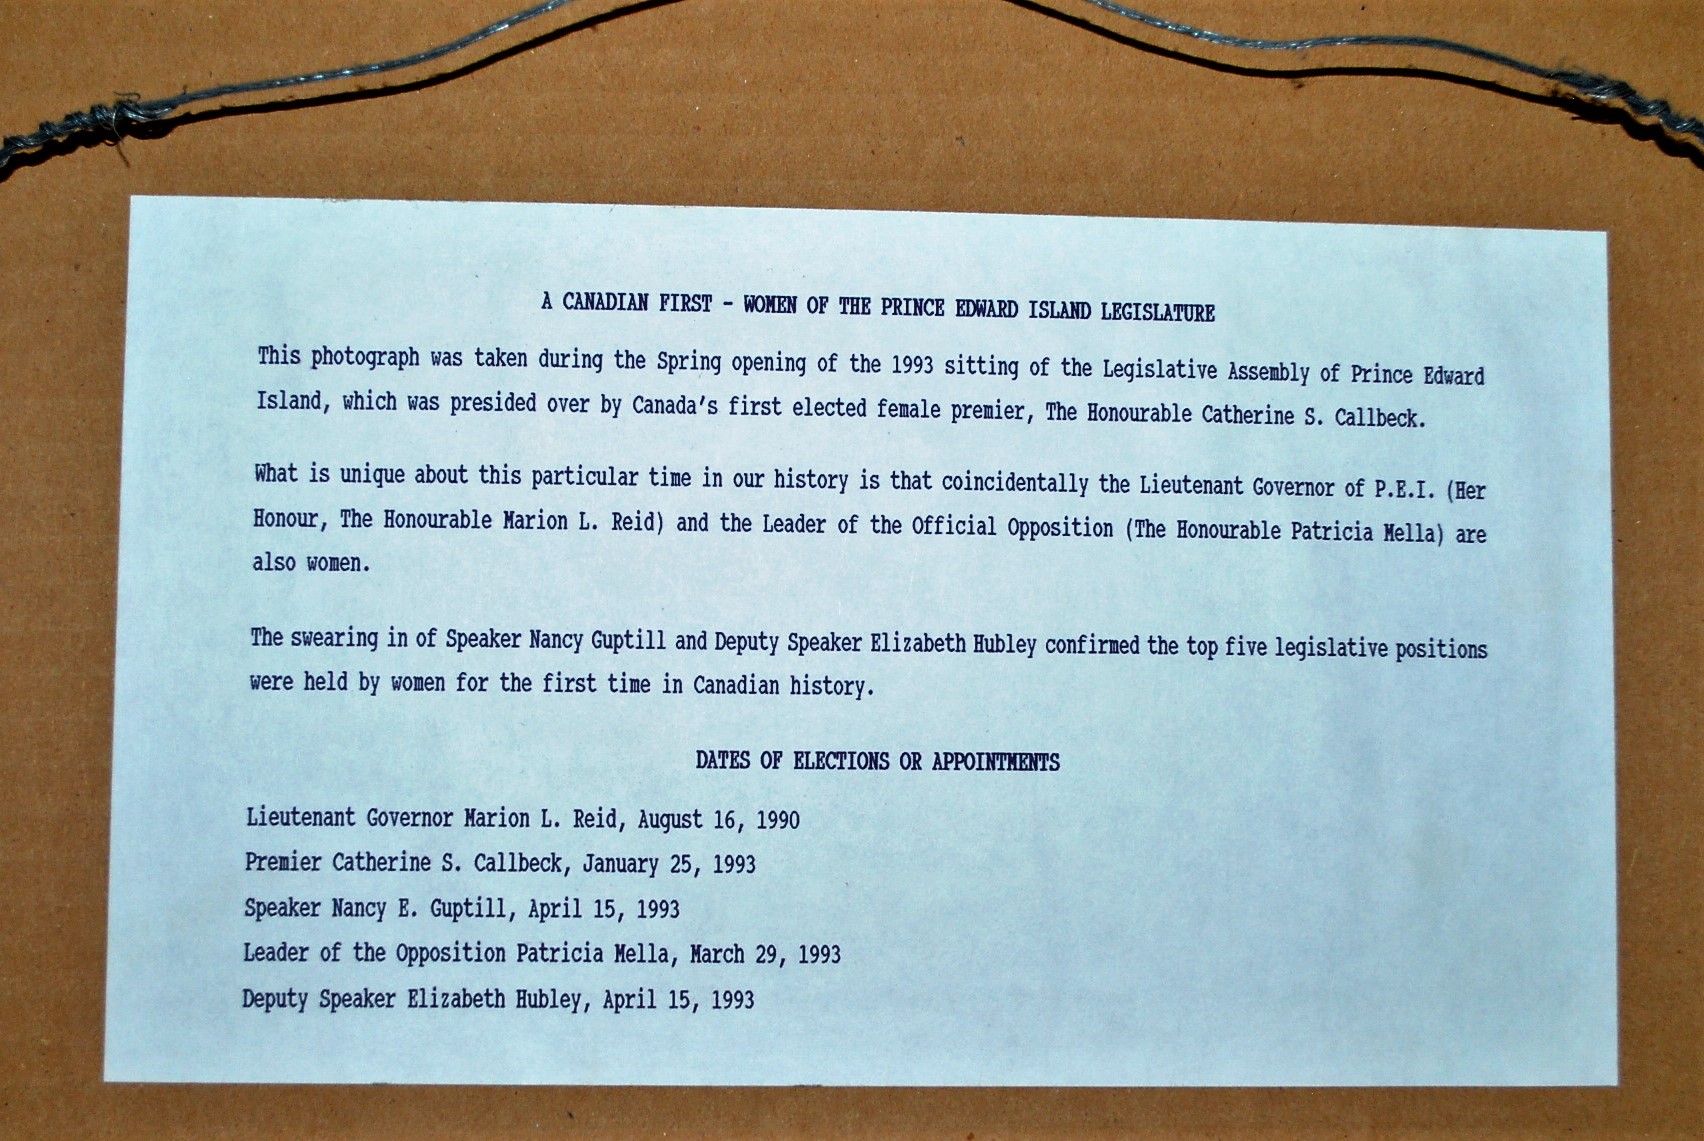 A CANADIAN FIRST - WOMEN OF THE PRINCE EDWARD ISLAND LEGISLATURE
This photograph was taken during the Spring opening of the 1993 sitting of the Legislative Assembly of Prince Edward
Island, which was presided over by Canada's first elected female premier, The Honourable Catherine S. Callbeck.
What is unique about this particular time in our history is that coincidentally the Lieutenant Governor of P.E.I. (Her
Honour, The Honourable Marion L. Reid) and the Leader of the Official Opposition (The Honourable Patricia Mella) are
also women.
The swearing in of Speaker Nancy Guptill and Deputy Speaker Elizabeth Hubley confirmed the top five legislative positions
were held by women for the first time in Canadian history.
DATES OF ELECTIONS OR APPOINTMENTS
Lieutenant Governor Marion L. Reid, August 16, 1990
Premier Catherine S. Callbeck, January 25, 1993
Speaker Nancy E. Guptill, April 15, 1993
Leader of the Opposition Patricia Mella, March 29, 1993
Deputy Speaker Elizabeth Hubley, April 15, 1993